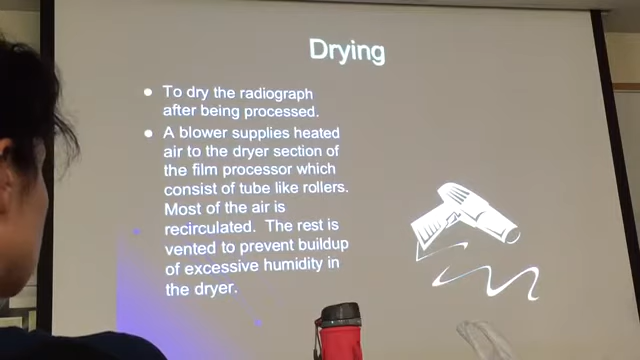 Drying
To dry the radiograph
after being processed.
A blower supplies heated
air to the dryer section of
the film processor which
consist of tube like rollers.
Most of the air is
recirculated. The rest is
vented to prevent buildup
of excessive humidity in
the dryer.